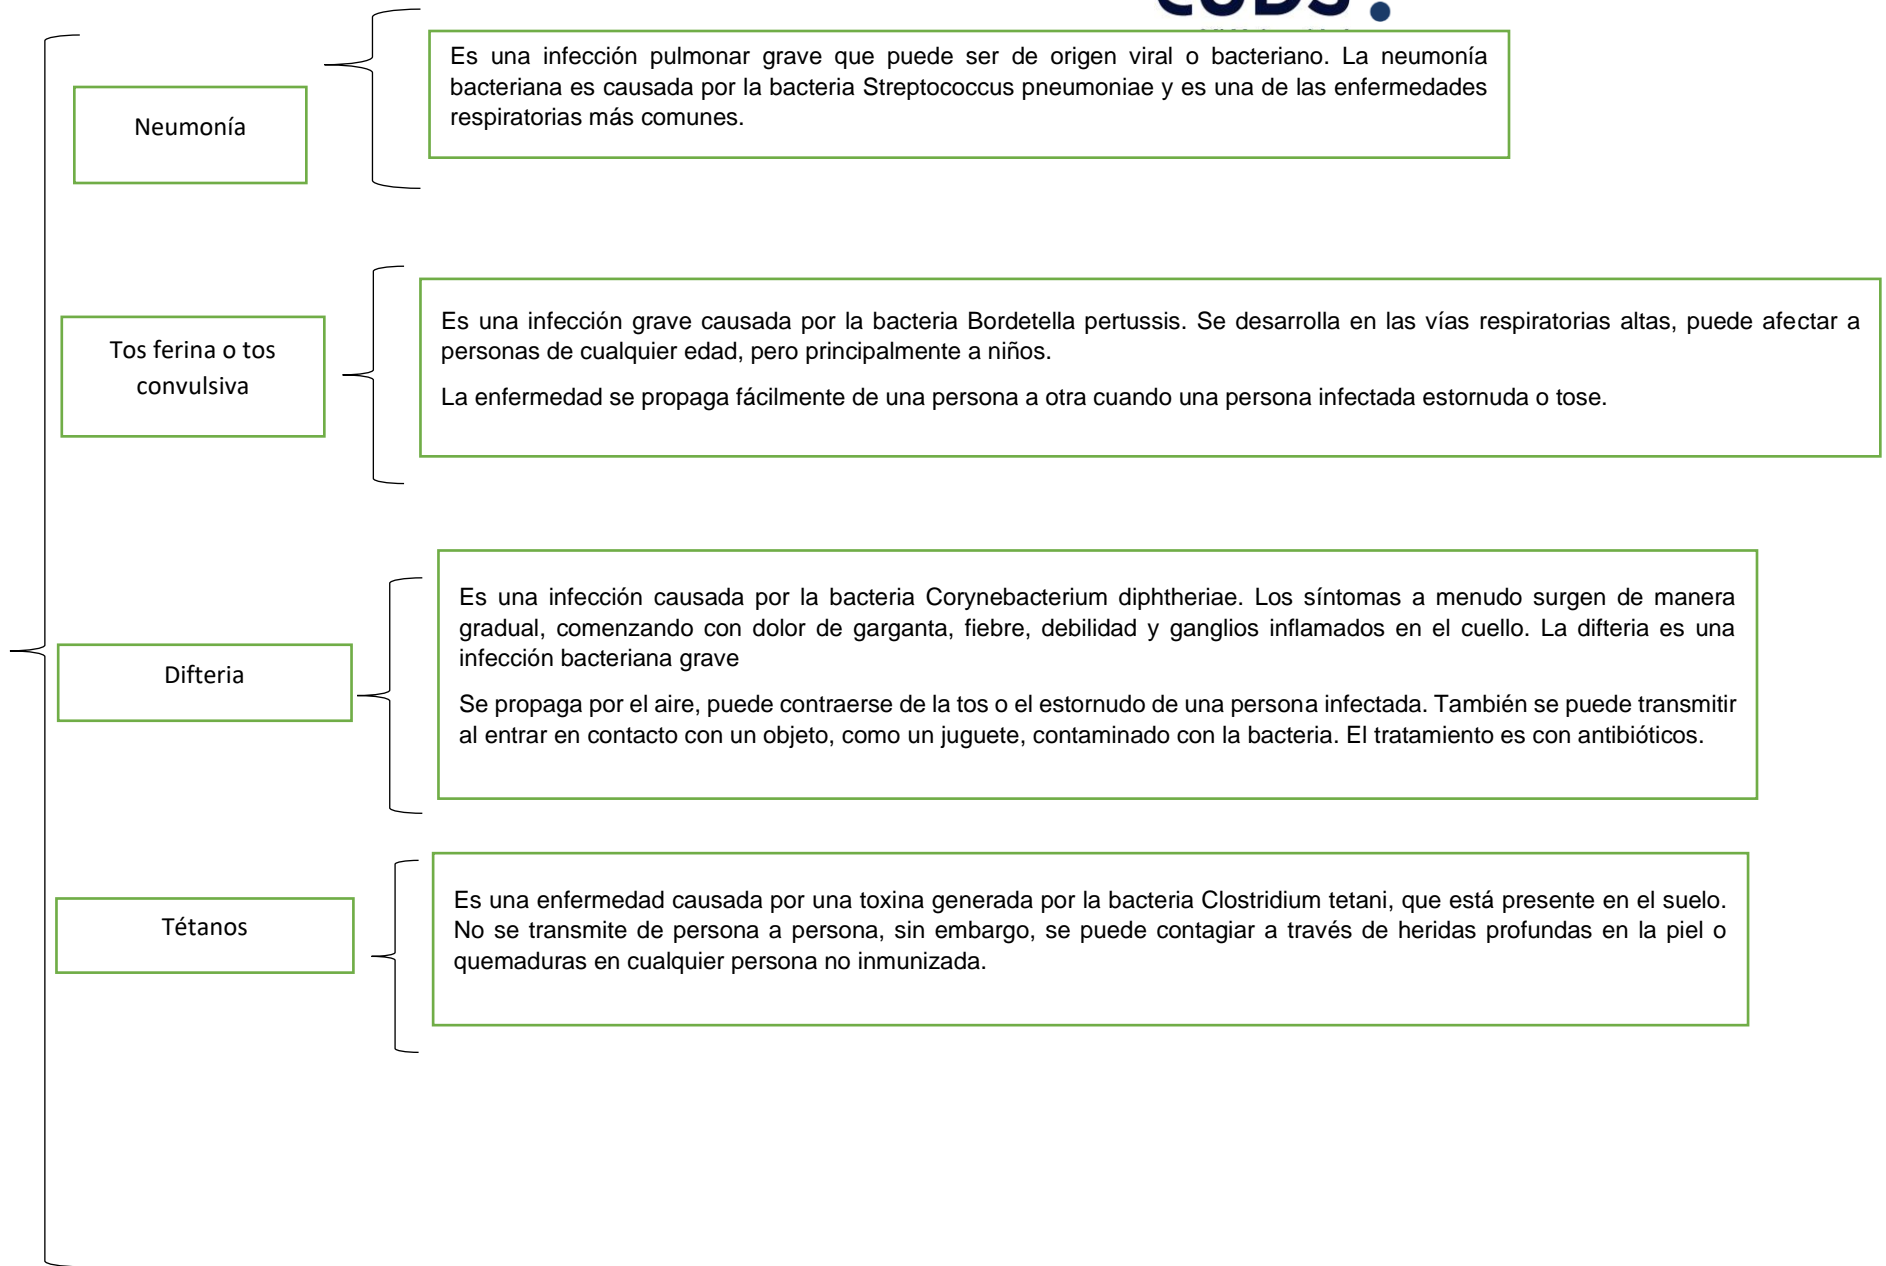 Es una infección pulmonar grave que puede ser de origen viral o bacteriano. La neumonía
bacteriana es causada por la bacteria Streptococcus pneumoniae y es una de las enfermedades
respiratorias más comunes.
Neumonía
Es una infección grave causada por la bacteria Bordetella pertussis. Se desarrolla en las vías respiratorias altas, puede afectar a
personas de cualquier edad, pero principalmente a niños.
La enfermedad se propaga fácilmente de una persona a otra cuando una persona infectada estornuda o tose.
Tos ferina o tos
convulsiva
Es una infección causada por la bacteria Corynebacterium diphtheriae. Los síntomas a menudo surgen de manera
gradual, comenzando con dolor de garganta, fiebre, debilidad y ganglios inflamados en el cuello. La difteria es una
infección bacteriana grave
Se propaga por el aire, puede contraerse de la tos o el estornudo de una persona infectada. También se puede transmitir
al entrar en contacto con un objeto, como un juguete, contaminado con la bacteria. El tratamiento es con antibióticos.
Difteria
Es una enfermedad causada por una toxina generada por la bacteria Clostridium tetani, que está presente en el suelo.
No se transmite de persona a persona, sin embargo, se puede contagiar a través de heridas profundas en la piel o
quemaduras en cualquier persona no inmunizada.
Tétanos